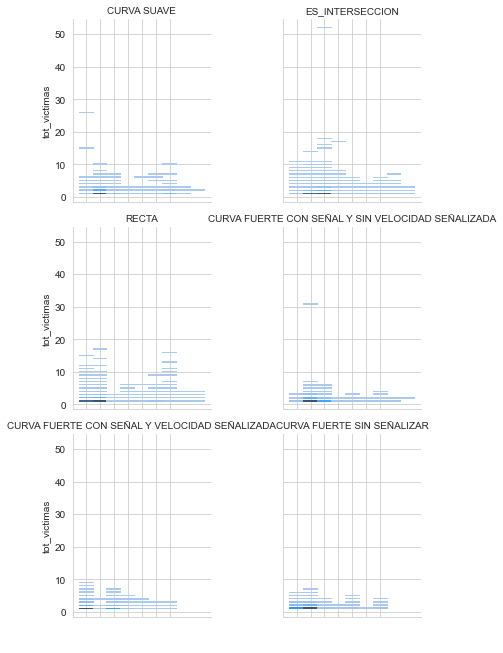 CURVA SUAVE
ES_INTERSECCION
50
40
30
20
10
0
tot_victimas
RECTA
CURVA FUERTE CON SEÑAL Y SIN VELOCIDAD SEÑALIZADA
50
40
30
20
10
0
tot_victimas
CURVA FUERTE CON SEÑAL Y VELOCIDAD SEÑALIZADA
CURVA FUERTE SIN SEÑALIZAR
50
40
30
20
10
0
tot_victimas